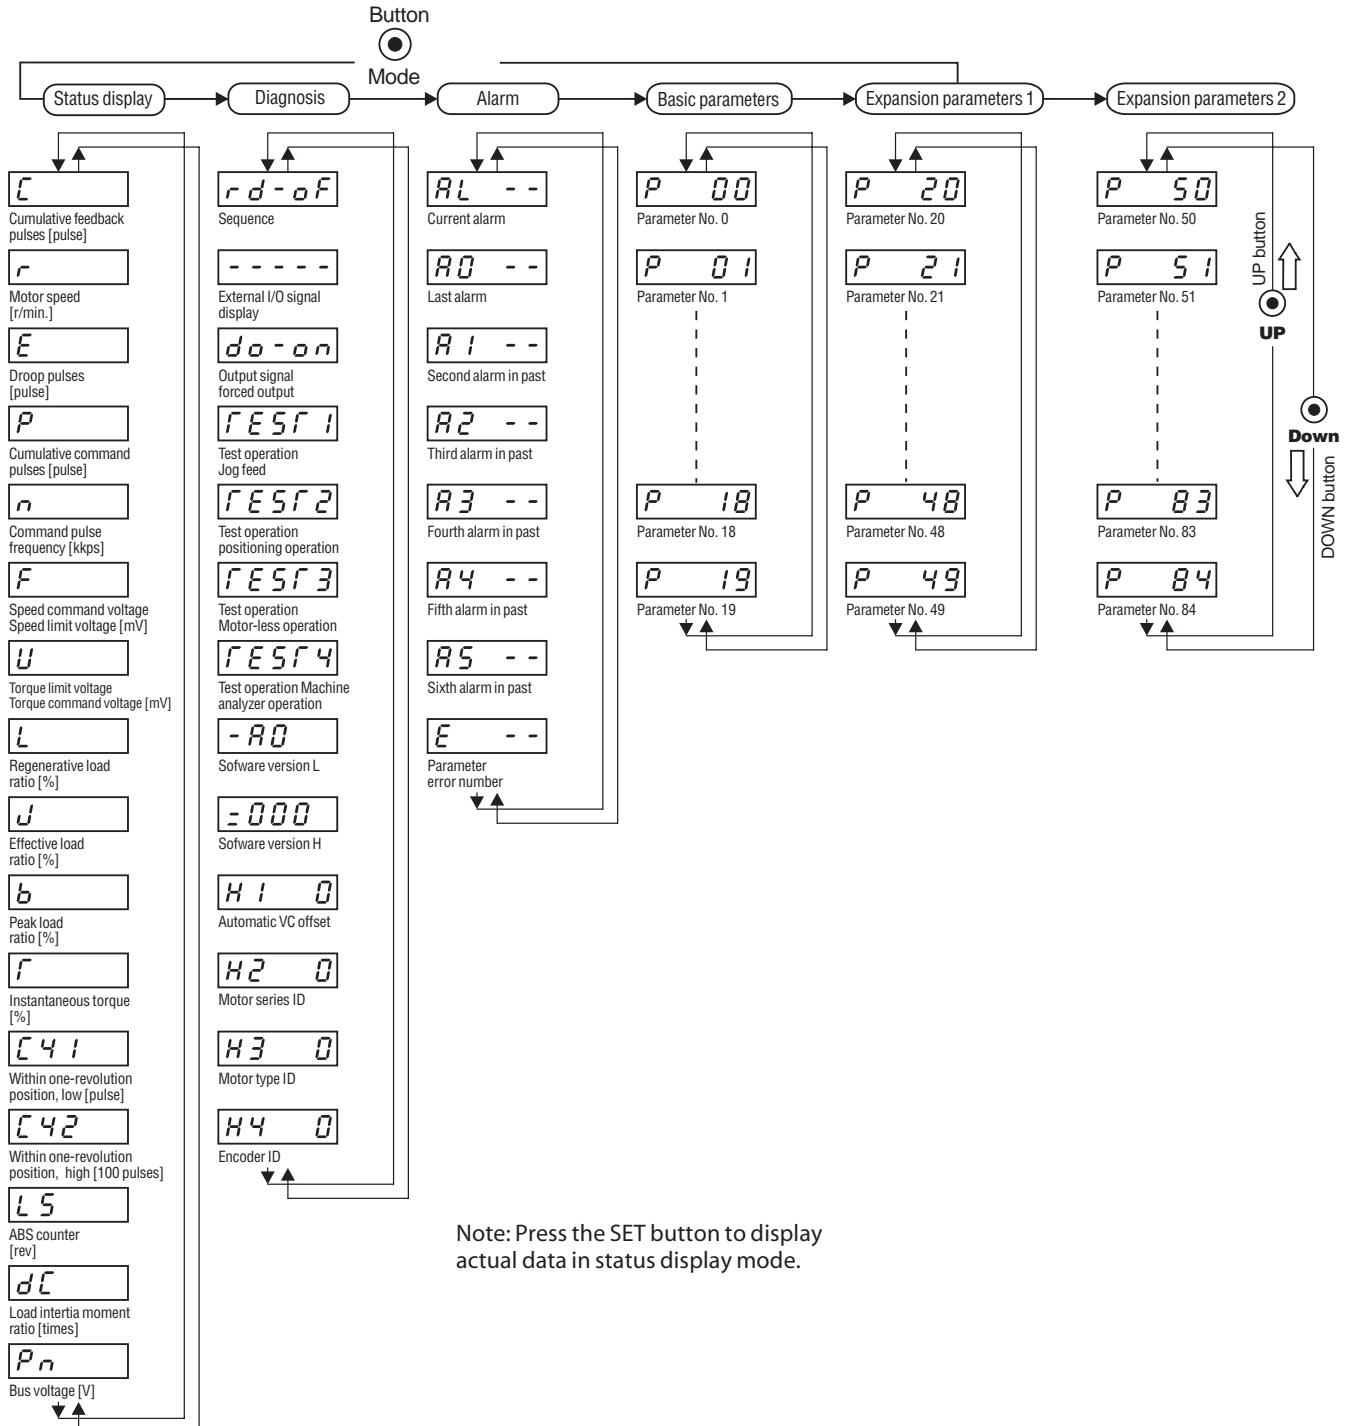 Button
Mode
Status display
Diagnosis
Alarm
Basic parameters
Expansion parameters 1
Expansion parameters 2
C
Cumulative feedback
pulses [pulse]
r
Motor speed
[r/min.]
E
Droop pulses
[pulse]
P
Cumulative command
pulses [pulse]
n
Command pulse
frequency [kkps]
F
Speed command voltage
Speed limit voltage [mV]
U
Torque limit voltage
Torque command voltage [mV]
L
Regenerative load
ratio [%]
J
Effective load
ratio [%]
b
Peak load
ratio [%]
T
Instantaneous torque
[%]
C41
Within one-revolution
position, low [pulse]
C42
Within one-revolution
position, high [100 pulses]
LS
ABS counter
[rev]
dC
Load intertia moment
ratio [times]
Pn
Bus voltage [V]
rd-oF
Sequence
-----
External I/O signal
display
do-on
Output signal
forced output
TEST1
Test operation
Jog feed
TEST2
Test operation
positioning operation
TEST3
Test operation
Motor-less operation
TEST4
Test operation Machine
analyzer operation
-A0
Sofware version L
=000
Sofware version H
H1 0
Automatic VC offset
H2 0
Motor series ID
H3 0
Motor type ID
H4 0
Encoder ID
AL --
Current alarm
A0 --
Last alarm
A1 --
Second alarm in past
A2 --
Third alarm in past
A3 --
Fourth alarm in past
A4 --
Fifth alarm in past
A5 --
Sixth alarm in past
E --
Parameter
error number
P 00
Parameter No. 0
P 01
Parameter No. 1
P 18
Parameter No. 18
P 19
Parameter No. 19
P 20
Parameter No. 20
P 21
Parameter No. 21
P 48
Parameter No. 48
P 49
Parameter No. 49
P 50
Parameter No. 50
P 51
Parameter No. 51
P 83
Parameter No. 83
P 84
Parameter No. 84
UP button
UP
Down
DOWN button
Note: Press the SET button to display
actual data in status display mode.